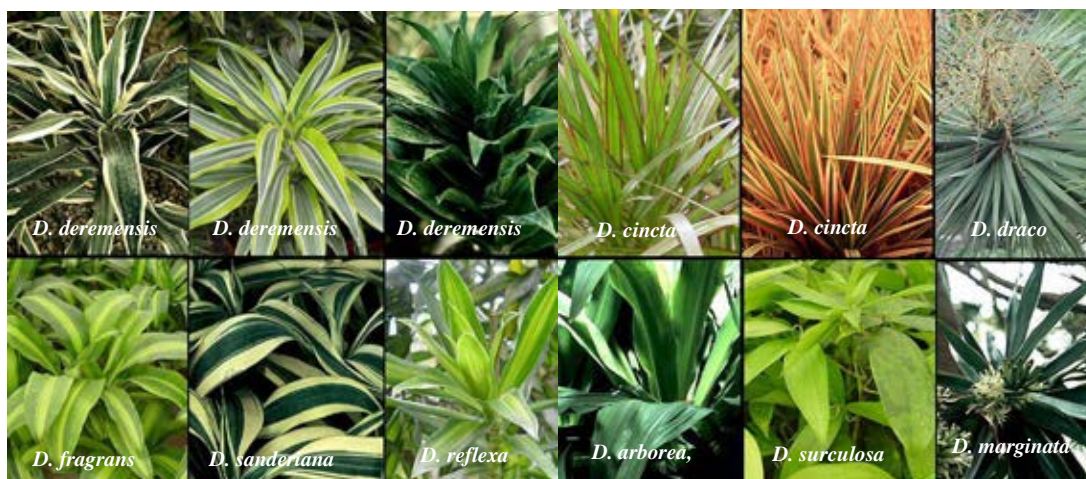 D. deremensis
D. deremensis
D. deremensis
D. cincta
D. cincta
D. draco
D. fragrans
D. sanderiana
D. reflexa
D. arborea,
D. surculosa
D. marginata